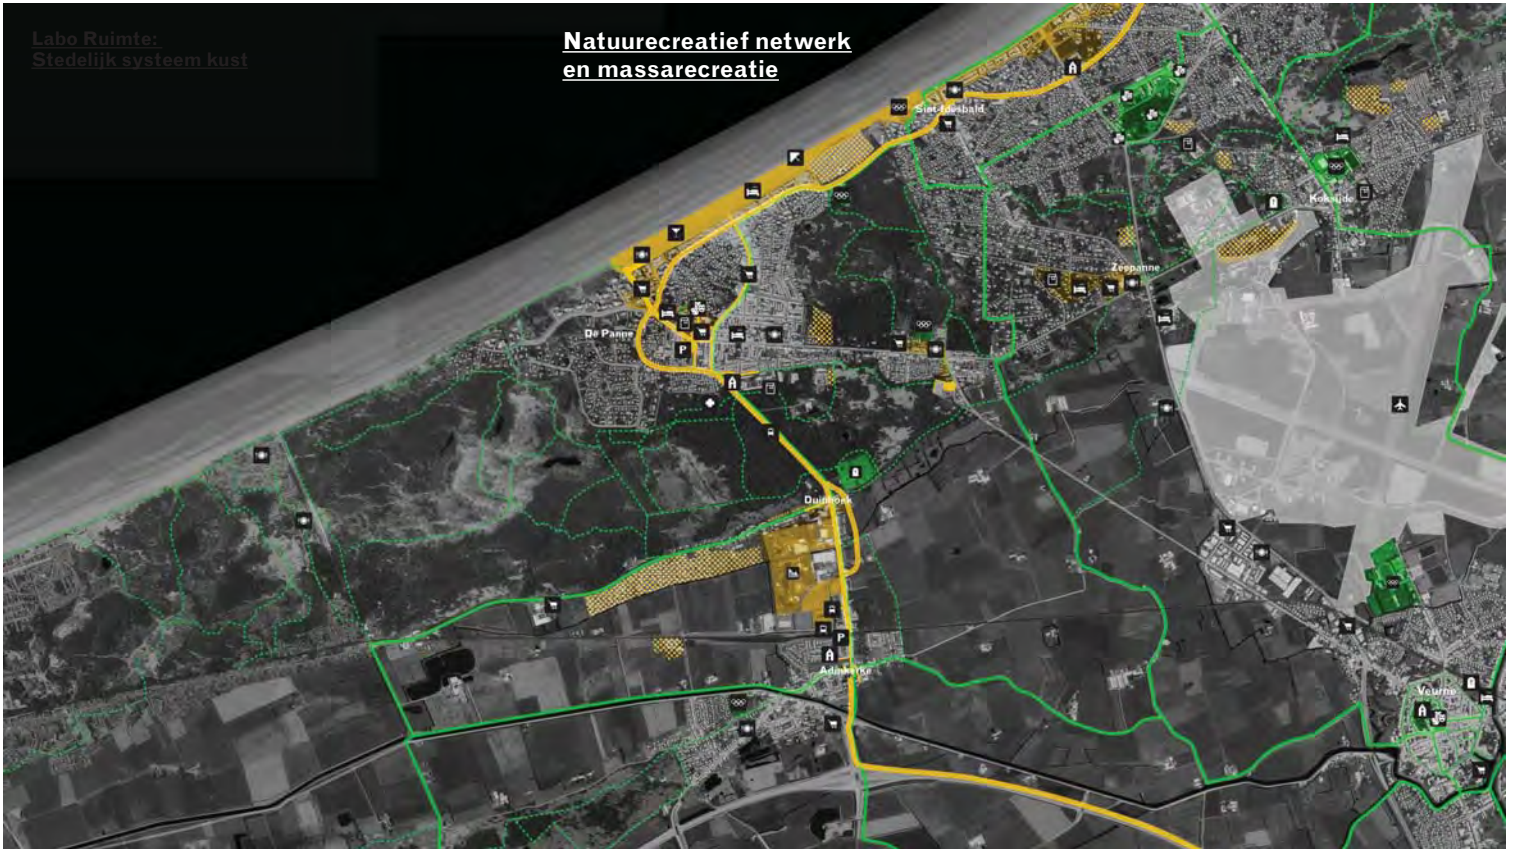 Labo Ruimte:
Stedelijk systeem kust
Natuurecreatief netwerk
en massarecreatie
Sint-Idesbald
Koksijde
Zeepanne
De Panne
P
Duinhoek
P
Adinkerke
Veurne